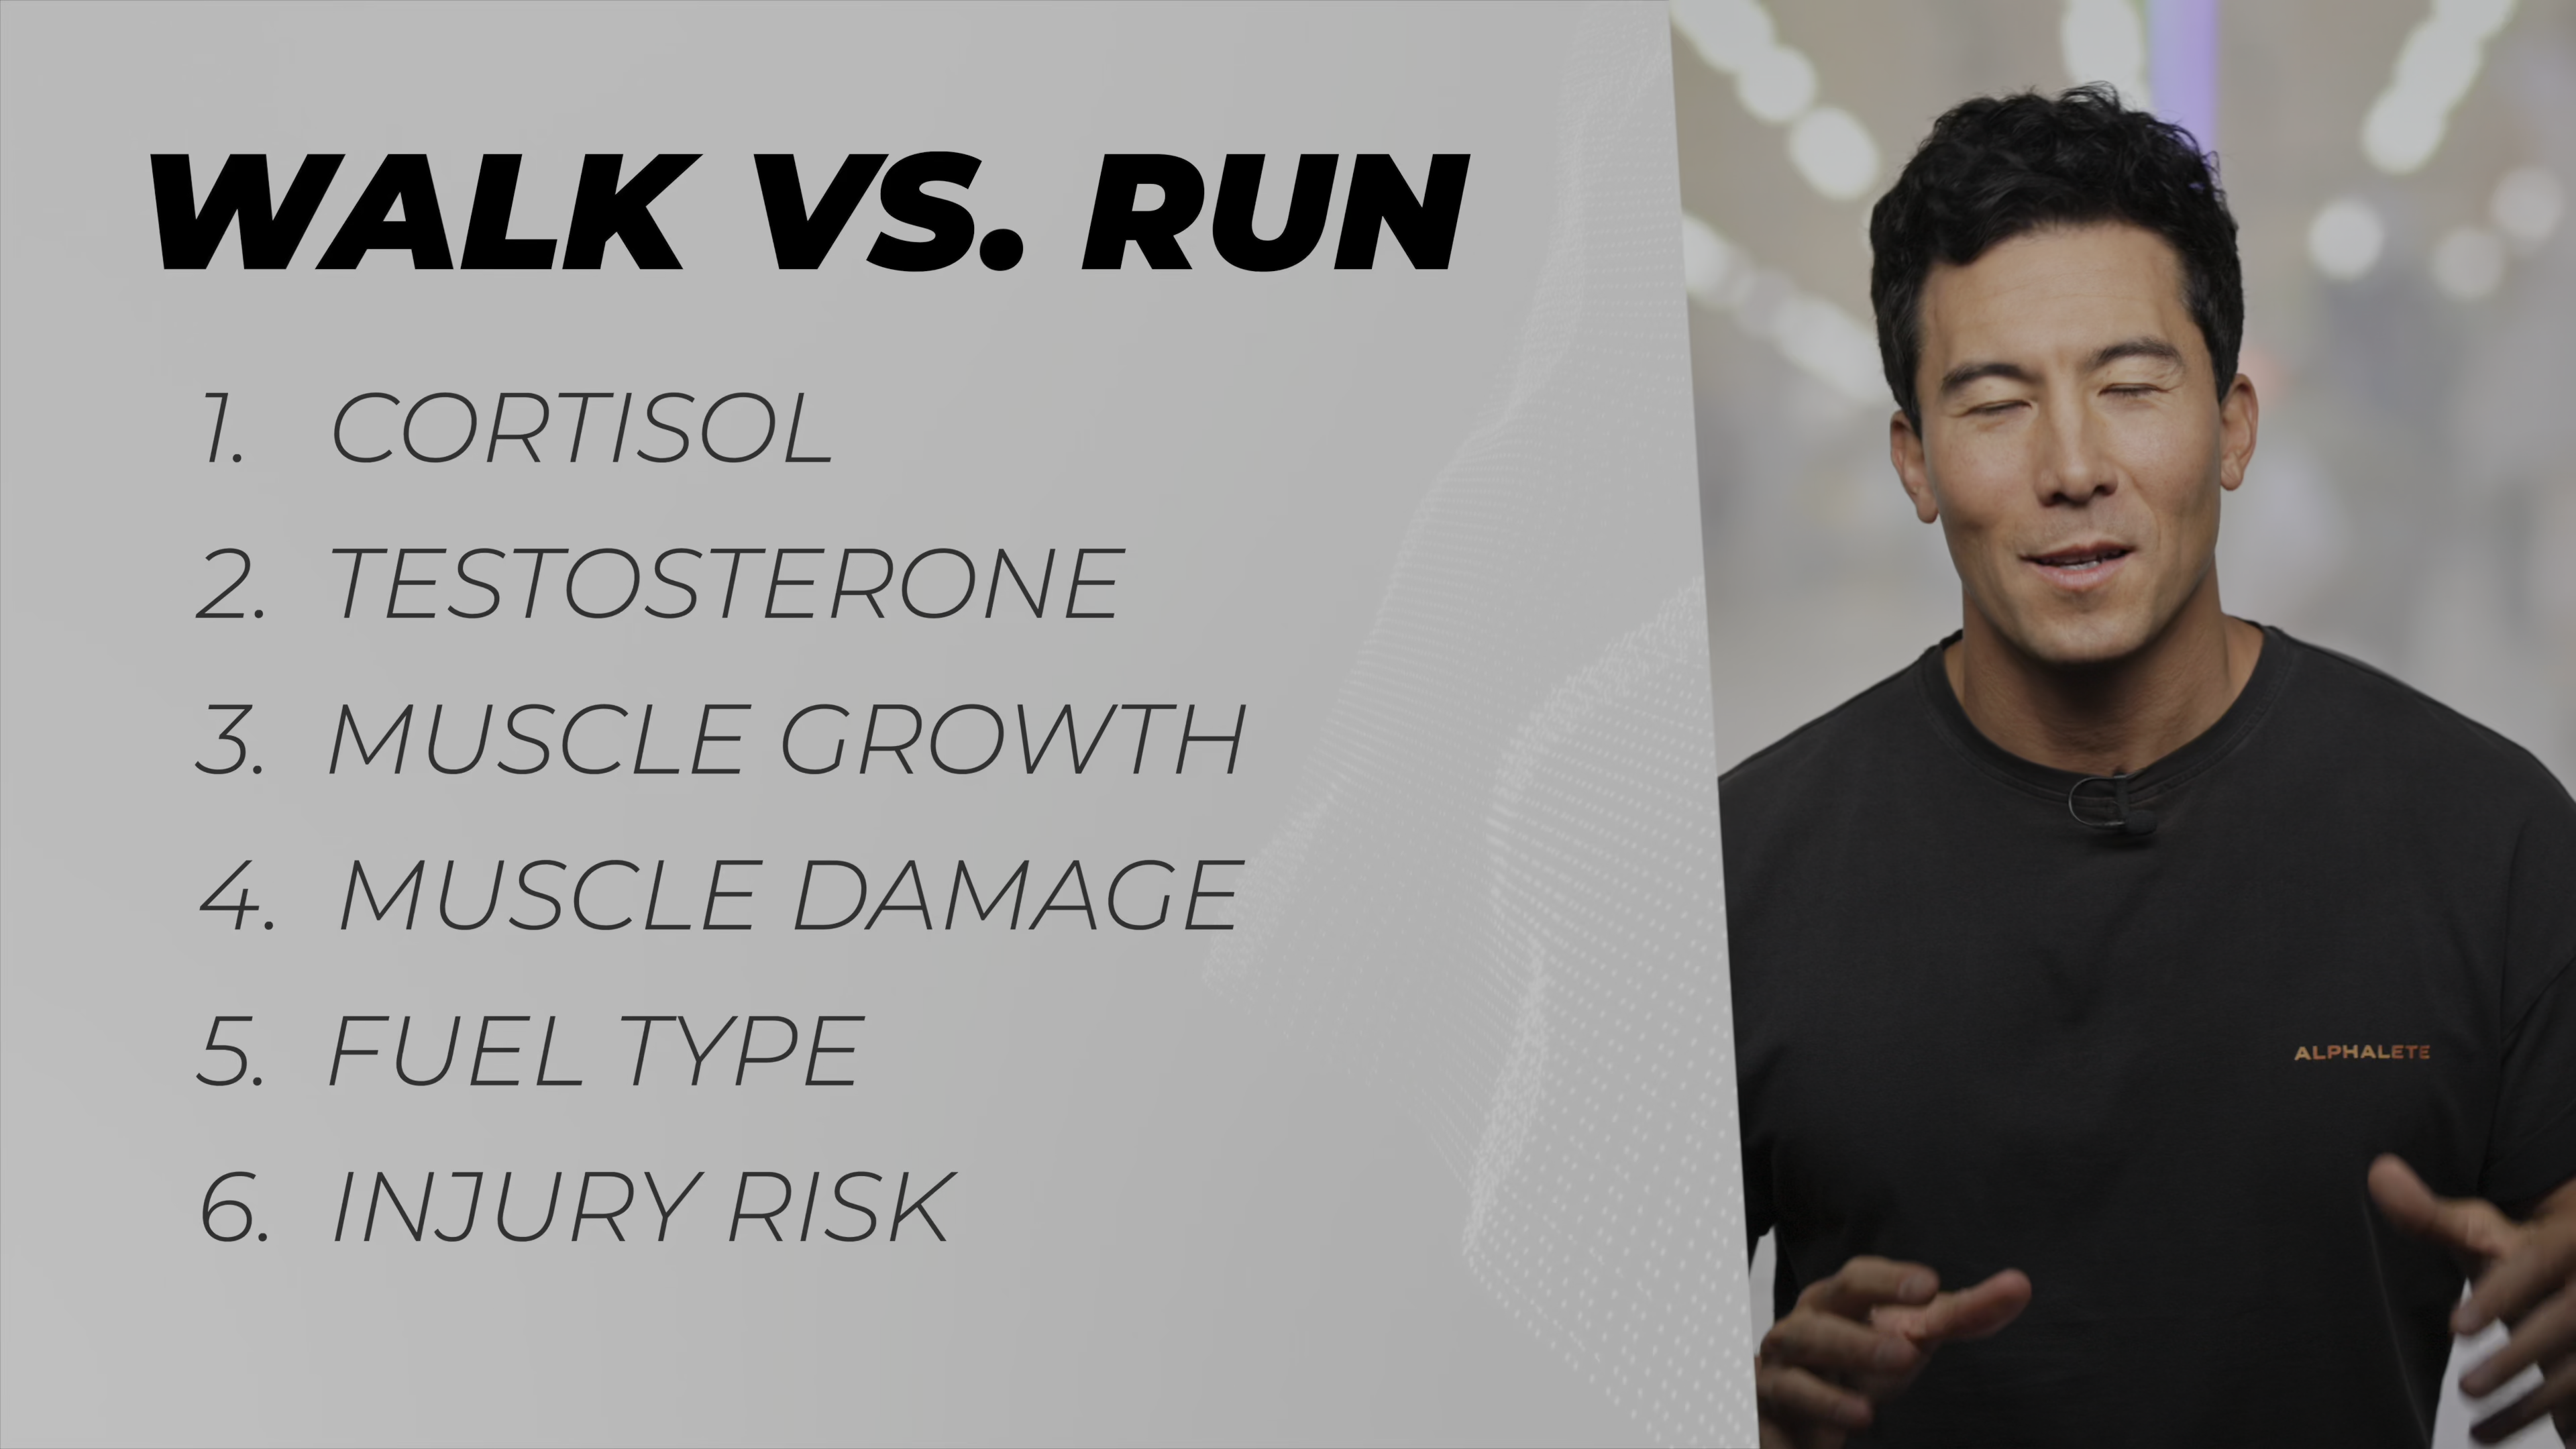 WALK VS. RUN
1. CORTISOL
2. TESTOSTERONE
3. MUSCLE GROWTH
4. MUSCLE DAMAGE
5. FUEL TYPE
6. INJURY RISK
ALPHALETE